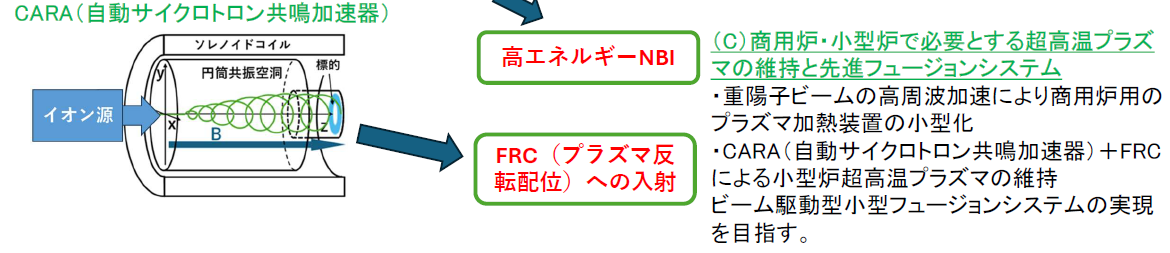 CARA（自動サイクロトロン共鳴加速器）
ソレノイドコイル
円筒共振空洞
標的
y
イオン源
x
z
B
高エネルギーNBI
FRC（プラズマ反
転配位）への入射
（C）商用炉・小型炉で必要とする超高温プラズ
マの維持と先進フュージョンシステム
・重陽子ビームの高周波加速により商用炉用の
プラズマ加熱装置の小型化
・CARA（自動サイクロトロン共鳴加速器）＋FRC
による小型炉超高温プラズマの維持
ビーム駆動型小型フュージョンシステムの実現
を目指す。